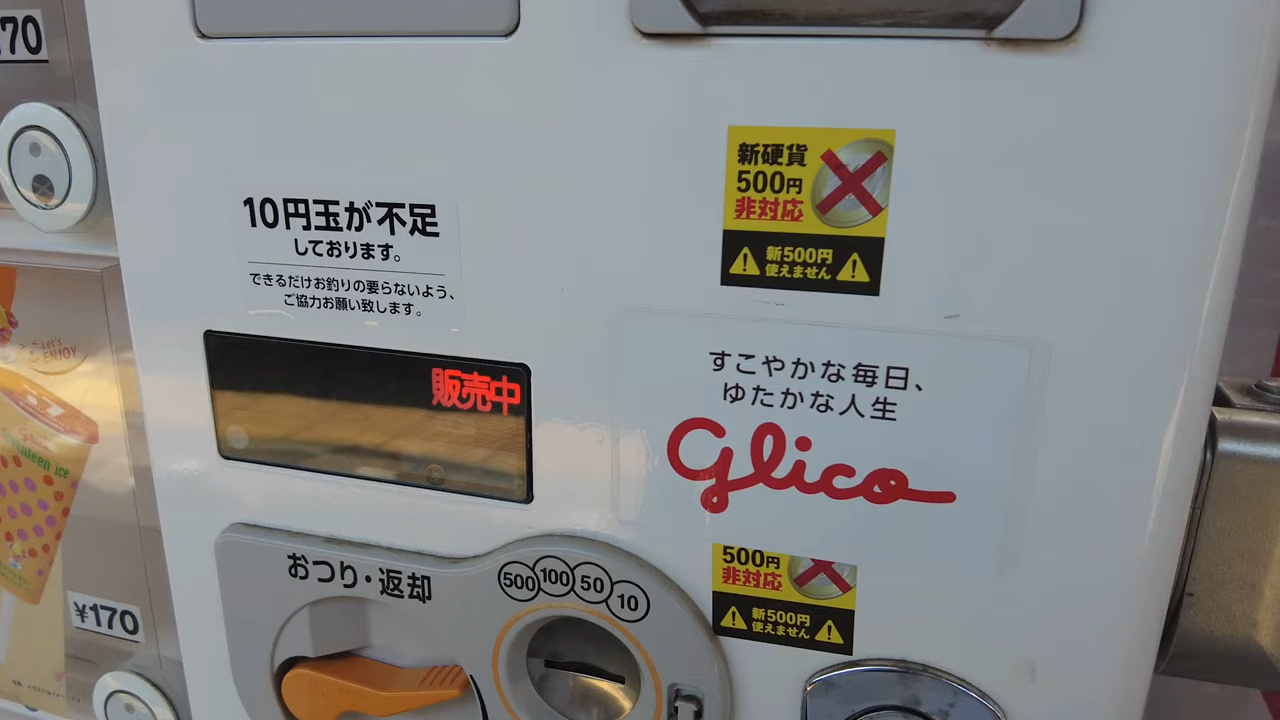 70
新硬貨
500円
非対応
新500円
使えません
10円玉が不足
しております。
できるだけお釣りの要らないよう、
ご協力お願い致します。
販売中
すこやかな毎日、
ゆたかな人生
Glico
Let's
ENJOY
seventeen ice
¥170
おつり・返却
500 100 50 10
500円
非対応
新500円
使えません